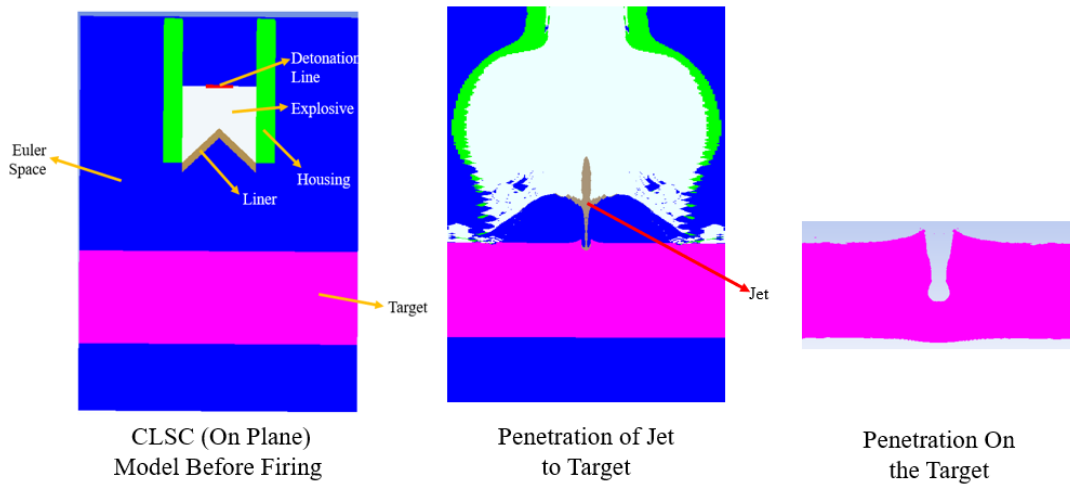 Detonation
Line
Explosive
Euler
Space
Housing
Liner
Target
Jet
CLSC (On Plane)
Model Before Firing
Penetration of Jet
to Target
Penetration On
the Target